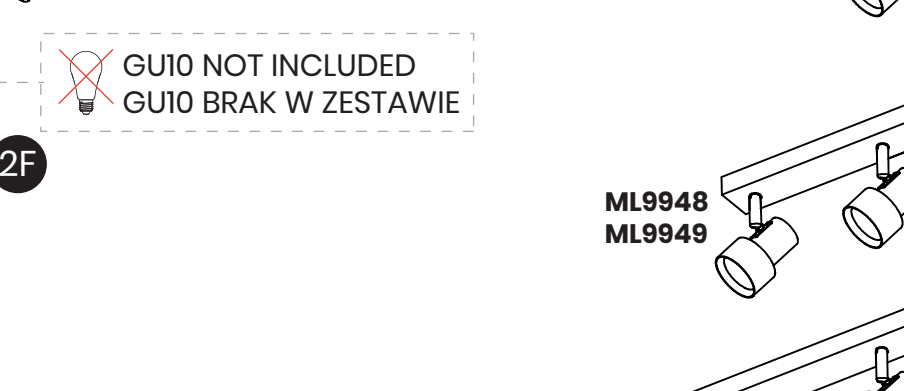 GU10 NOT INCLUDED
GU10 BRAK W ZESTAWIE
2F
ML9948
ML9949